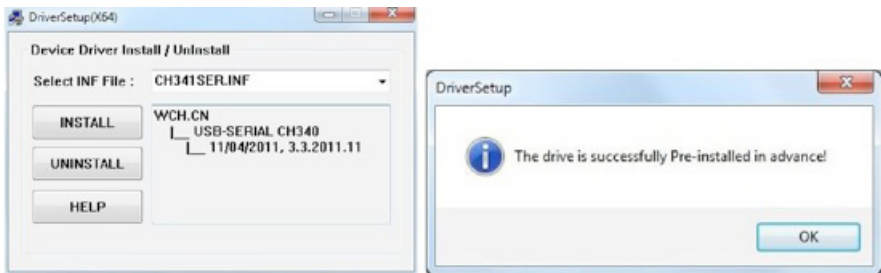 DriverSetup(X64)
Device Driver Install / UnInstall
Select INF File : CH341SER.INF
INSTALL
UNINSTALL
HELP
WCH.CN
|__ USB-SERIAL CH340
|__ 11/04/2011, 3.3.2011.11
DriverSetup
The drive is successfully Pre-installed in advance!
OK